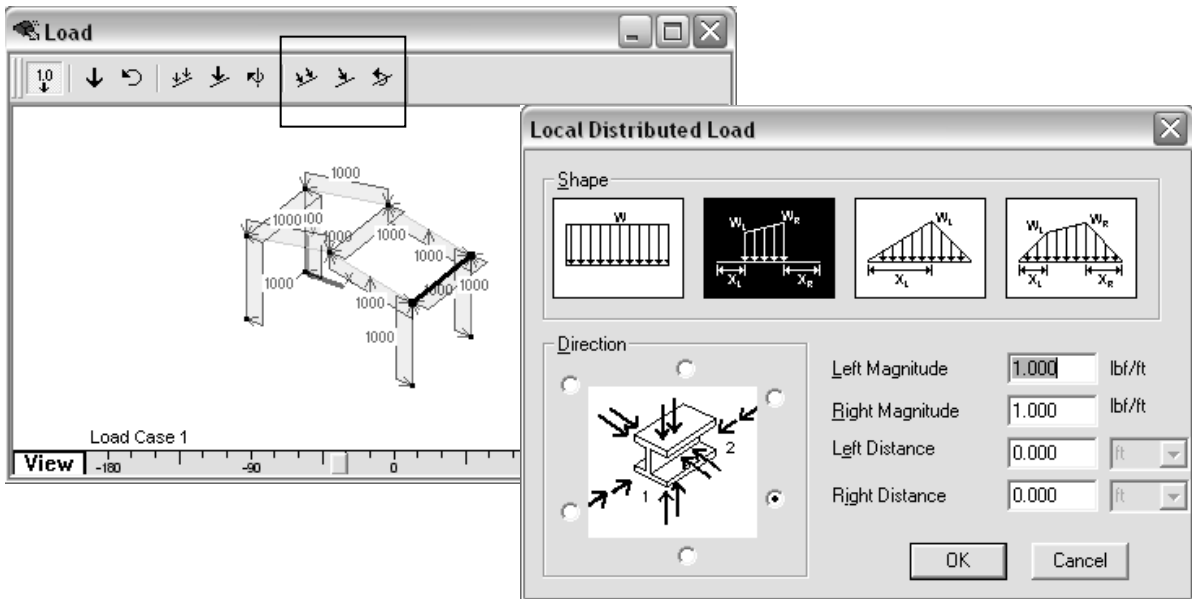 Load
1.0
1000
1000
1000
1000
1000
1000
1000
1000
1000
Load Case 1
View
-180
-90
0
Local Distributed Load
Shape
W
WL
WR
XL
XR
WL
XL
WL
WR
XL
XR
Direction
2
1
Left Magnitude 1.000 lbf/ft
Right Magnitude 1.000 lbf/ft
Left Distance 0.000 ft
Right Distance 0.000 ft
OK Cancel